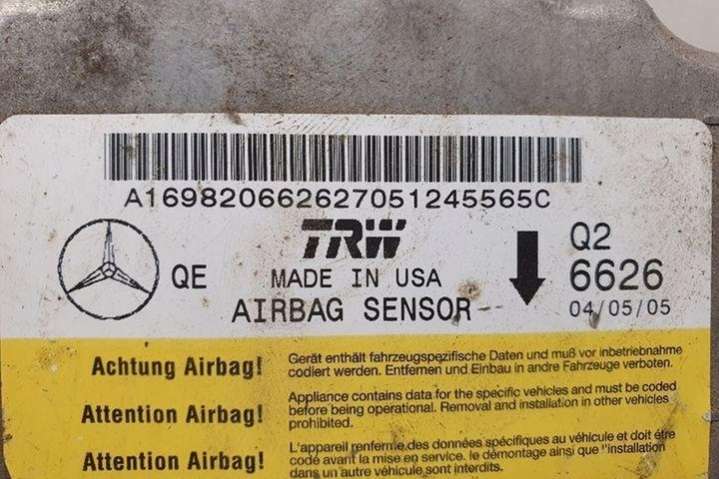 A169820662627051245565C
TRW
QE
MADE IN USA
AIRBAG SENSOR
Q2
6626
04/05/05
Achtung Airbag!
Gerät enthält fahrzeugspezifische Daten und muß vor inbetriebnahme
codiert werden. Entfernen und Einbau in andre Fahrzeuge verboten.
Attention Airbag!
Appliance contains data for the specific vehicles and must be coded
before being operational. Removal and installation in other vehicles
prohibited.
Attention Airbag!
L'appareil renferme.des données spécifiques au véhicule et doit étre
codé avant la mise en service. le démontage ainsi que 'installation
dans un autre véhicule sont interdits.